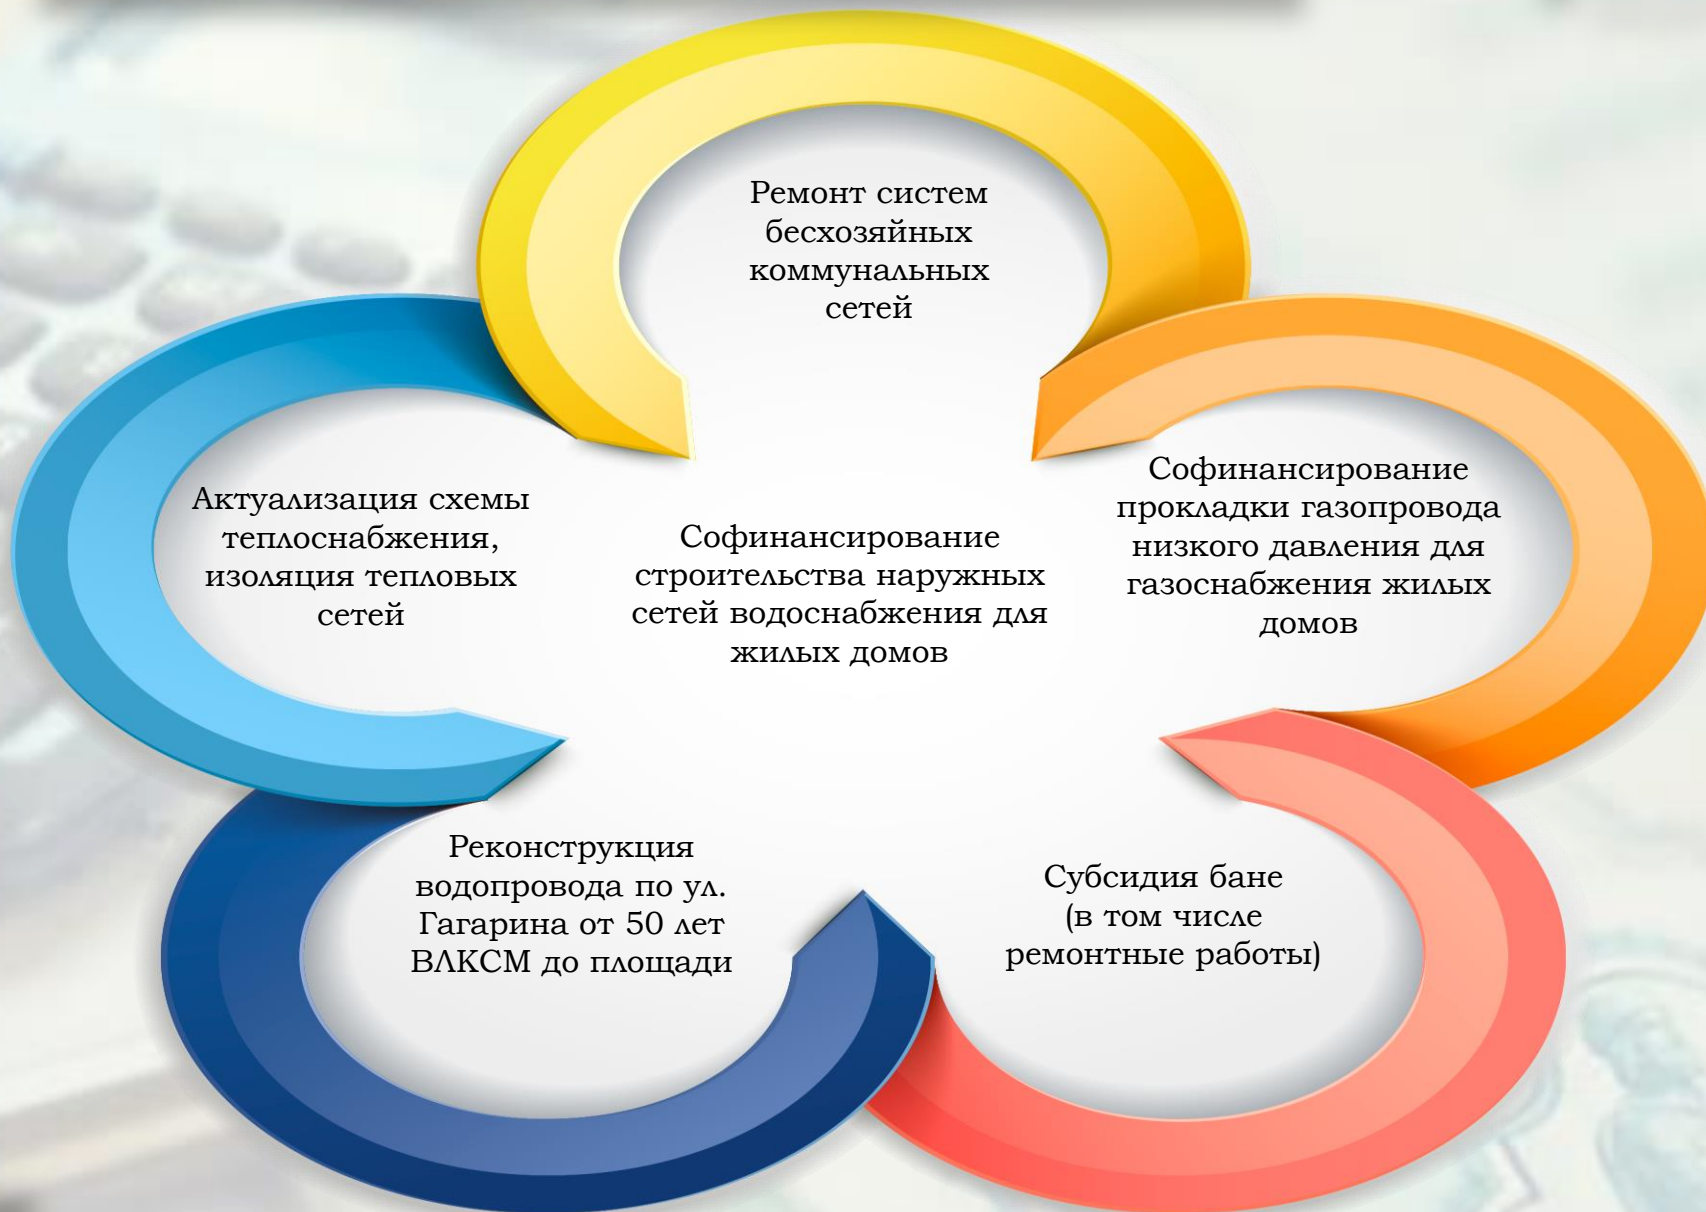 Ремонт систем
бесхозяйных
коммунальных
сетей
Актуализация схемы
теплоснабжения,
изоляция тепловых
сетей
Софинансирование
строительства наружных
сетей водоснабжения для
жилых домов
Софинансирование
прокладки газопровода
низкого давления для
газоснабжения жилых
домов
Реконструкция
водопровода по ул.
Гагарина от 50 лет
ВЛКСМ до площади
Субсидия бане
(в том числе
ремонтные работы)